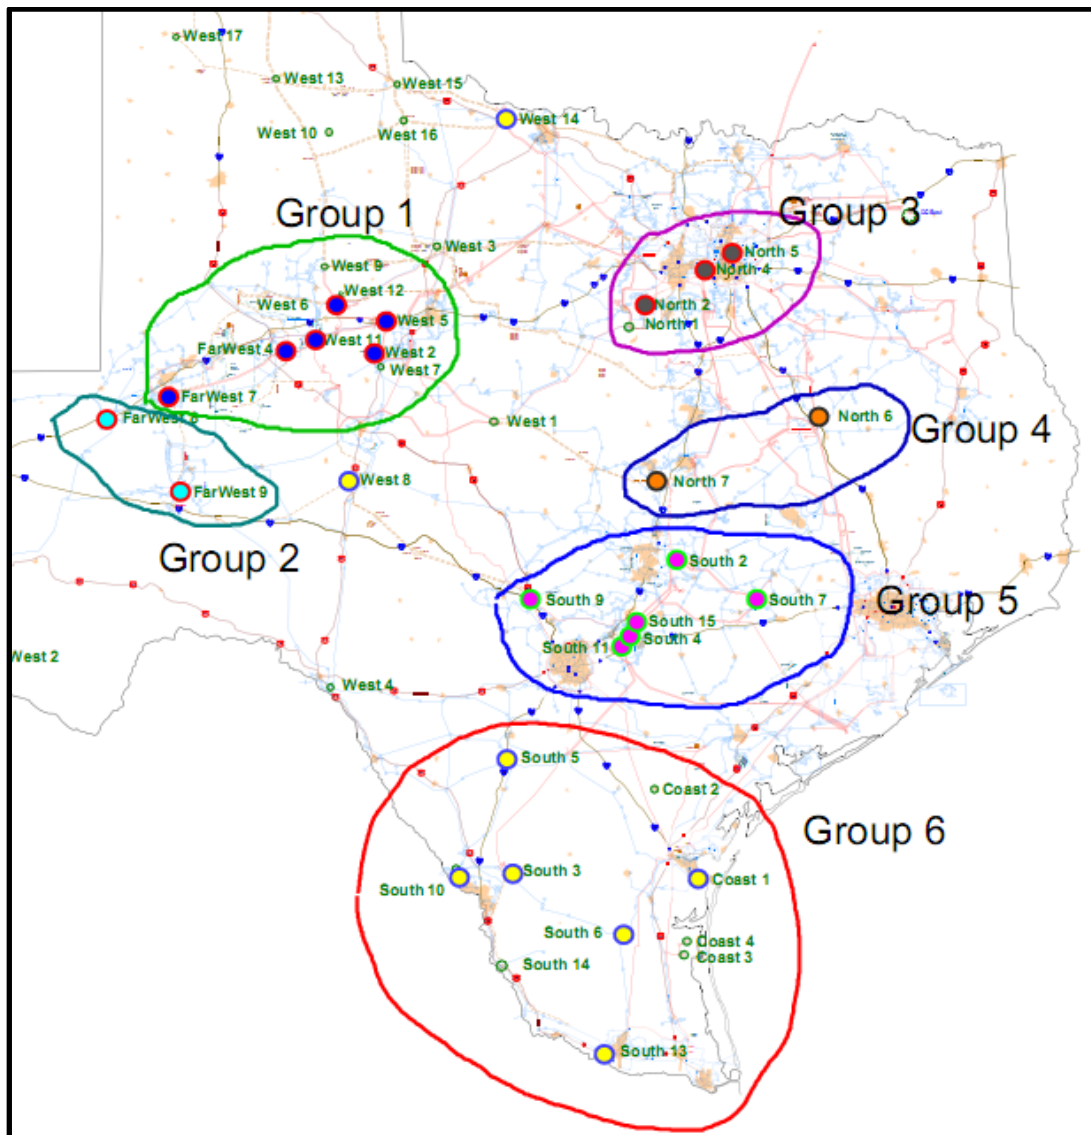 West 17
West 13
West 15
West 10
West 16
West 14
Group 1
Group 3
West 3
North 5
West 9
North 4
West 6
West 12
North 2
West 5
North 1
West 11
FarWest 4
West 2
West 7
FarWest 7
FarWest 6
West 1
North 6
Group 4
West 8
North 7
FarWest 9
Group 2
South 2
South 9
South 7
Group 5
South 15
South 4
South 11
West 2
West 4
South 5
Coast 2
Group 6
South 3
South 10
Coast 1
South 6
Coast 4
Coast 3
South 14
South 13